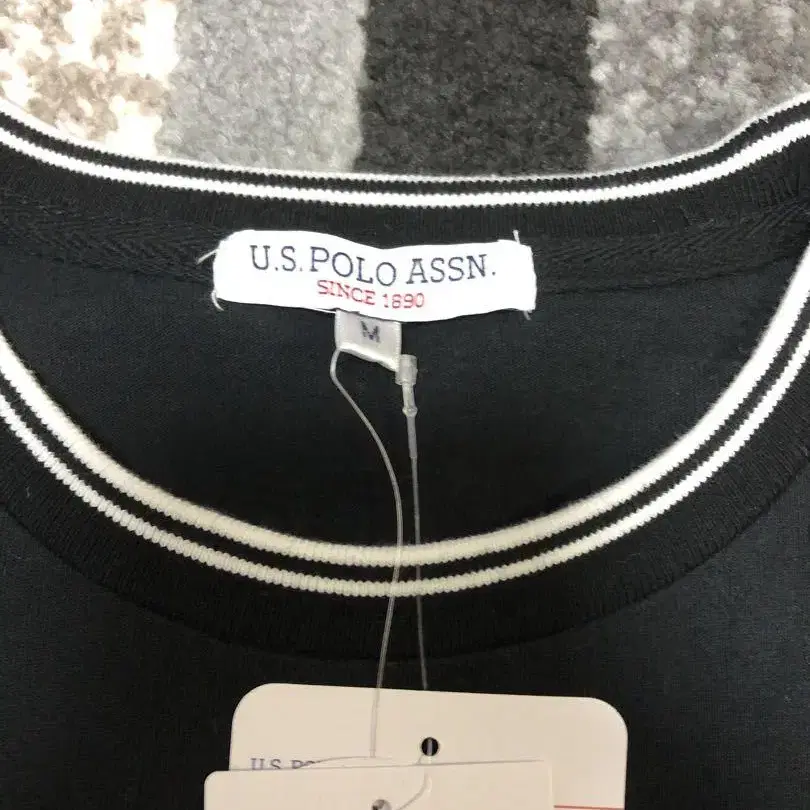 U.S. POLO ASSN.
SINCE 1890
M
U.S.